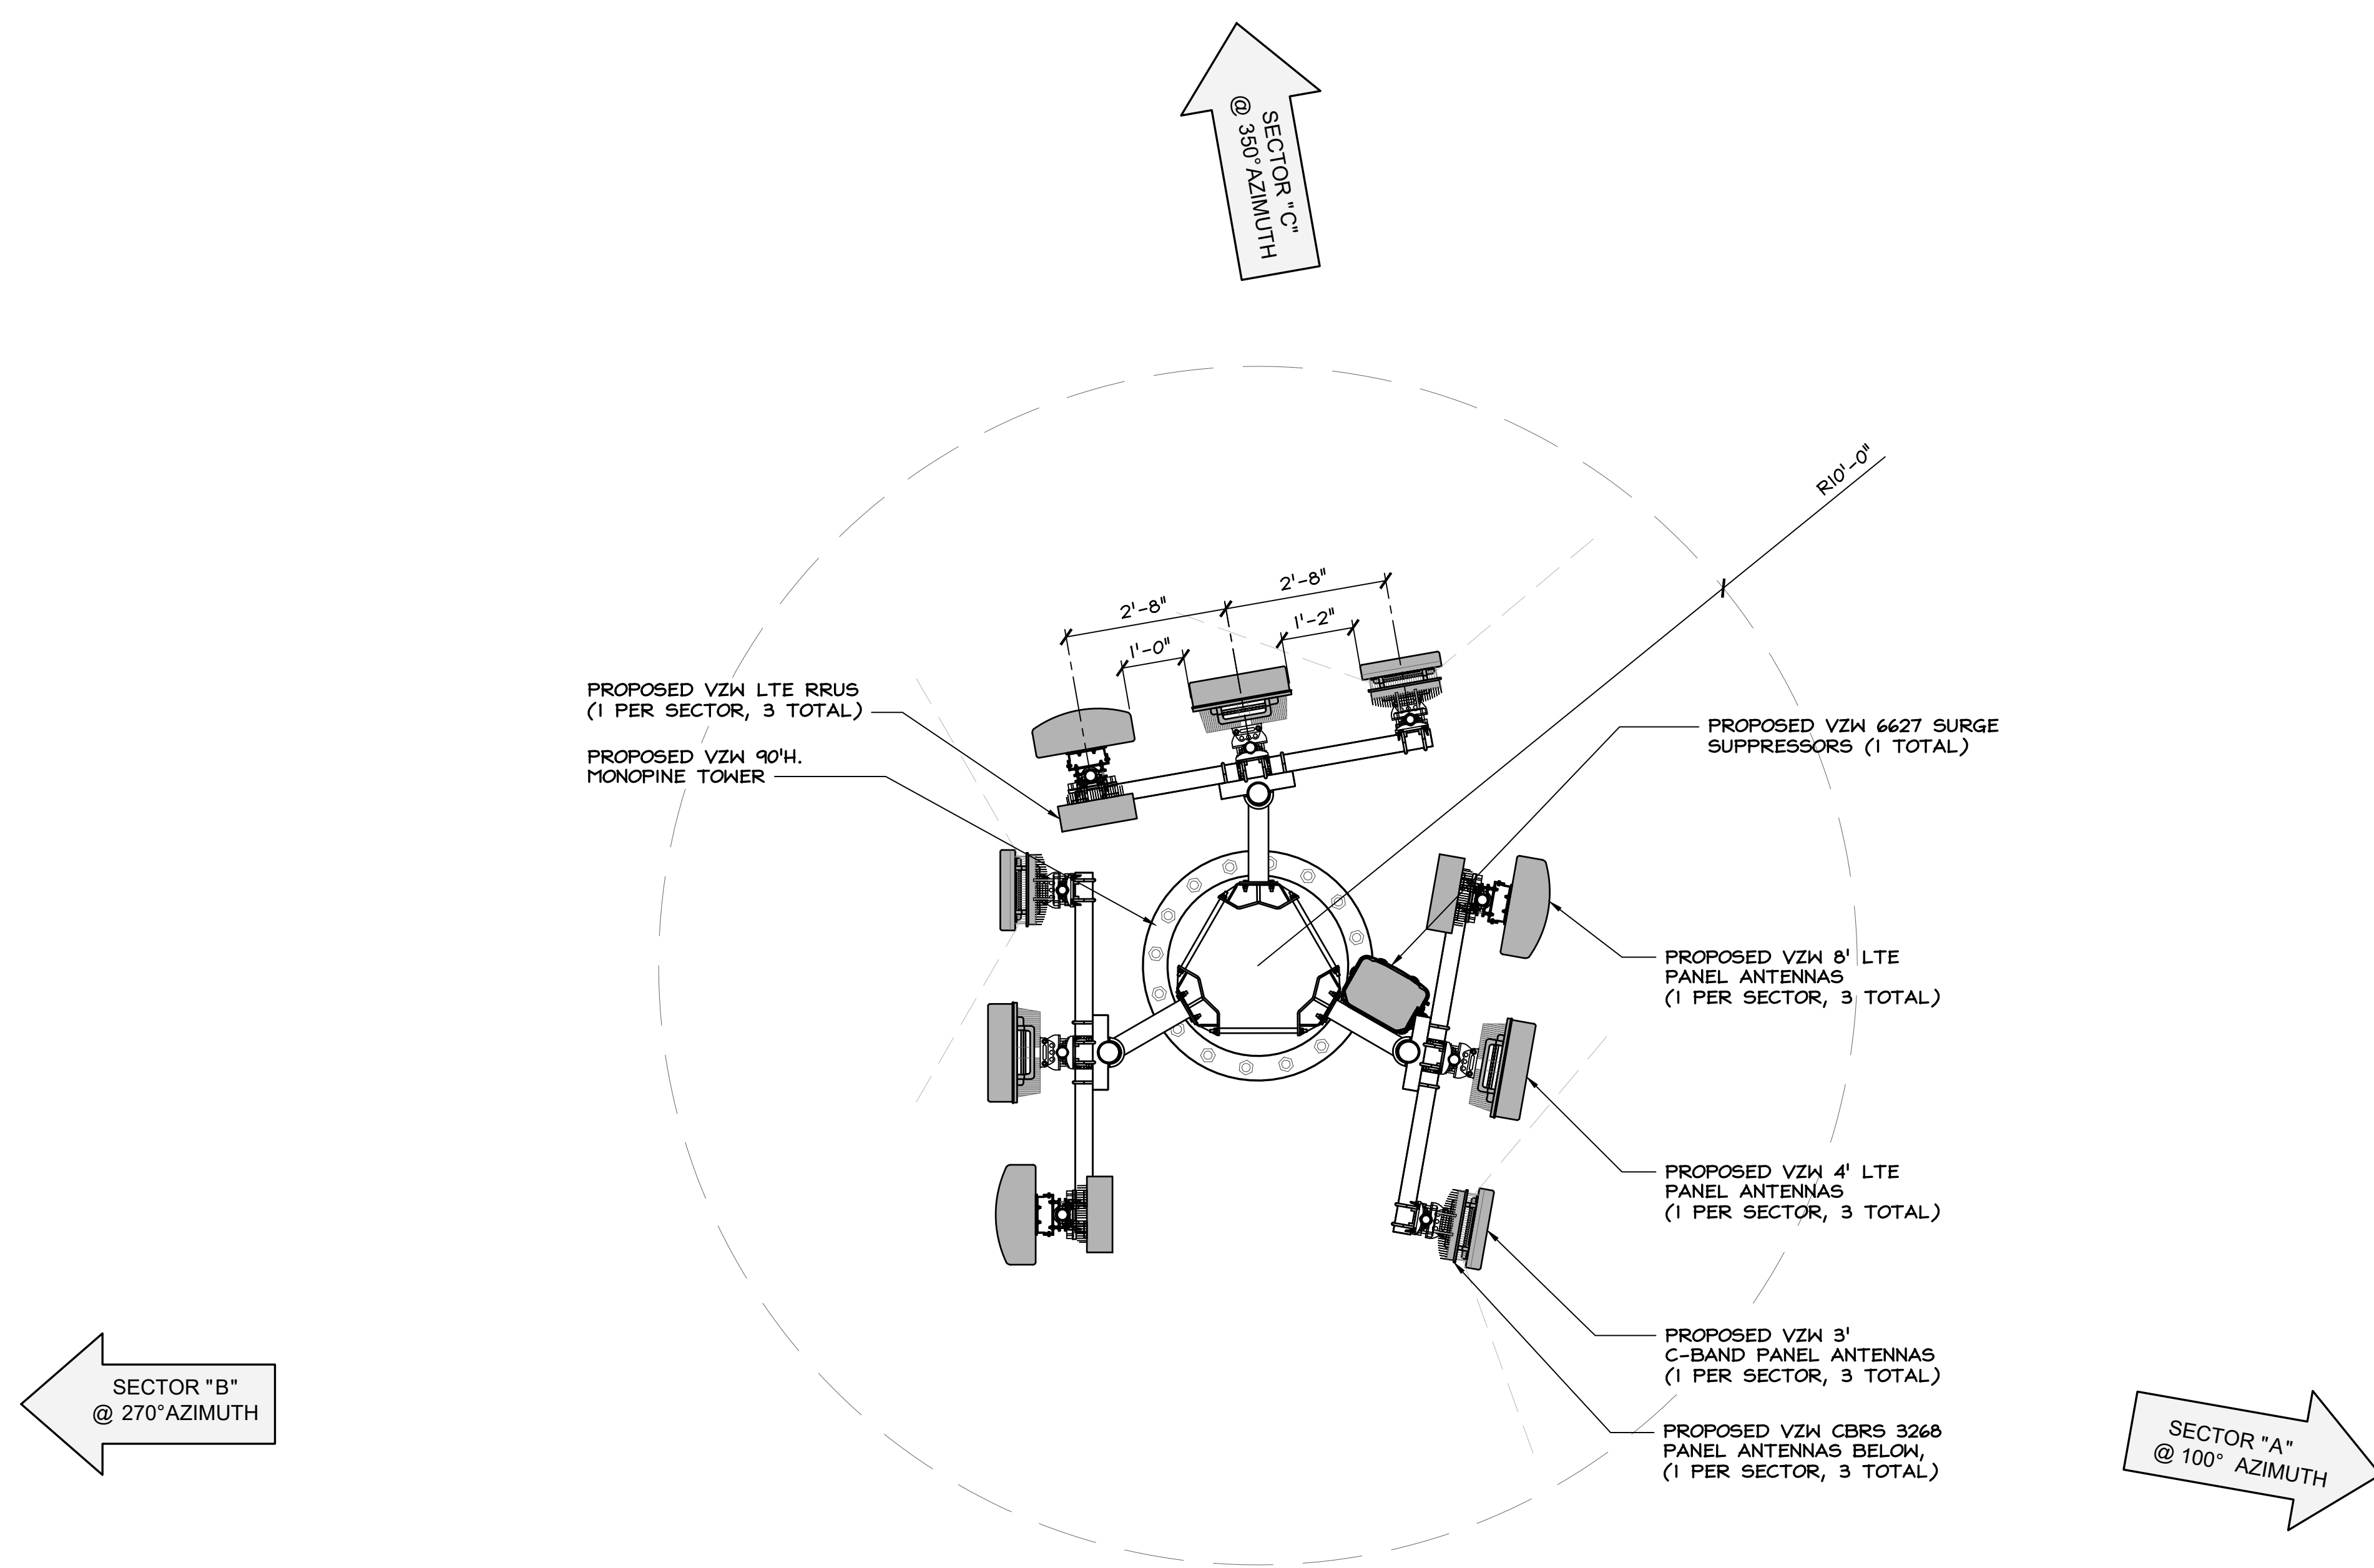 SECTOR "C"
@ 350° AZIMUTH
R10'-0"
2'-8"
2'-8"
1'-2"
1'-0"
PROPOSED VZW LTE RRUS
(1 PER SECTOR, 3 TOTAL)
PROPOSED VZW 90'H.
MONOPINE TOWER
PROPOSED VZW 6627 SURGE
SUPPRESSORS (1 TOTAL)
PROPOSED VZW 8' LTE
PANEL ANTENNAS
(1 PER SECTOR, 3 TOTAL)
PROPOSED VZW 4' LTE
PANEL ANTENNAS
(1 PER SECTOR, 3 TOTAL)
PROPOSED VZW 3'
C-BAND PANEL ANTENNAS
(1 PER SECTOR, 3 TOTAL)
PROPOSED VZW CBRS 3268
PANEL ANTENNAS BELOW,
(1 PER SECTOR, 3 TOTAL)
SECTOR "B"
@ 270° AZIMUTH
SECTOR "A"
@ 100° AZIMUTH